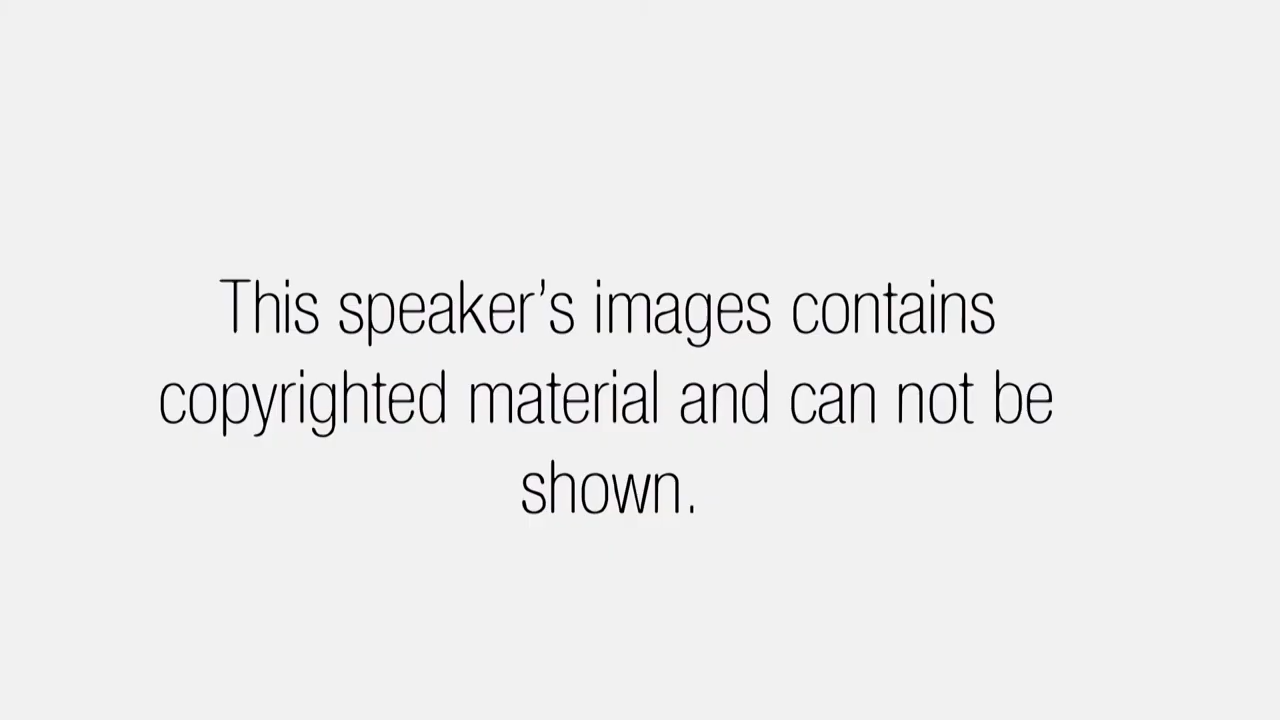 This speaker’s images contains
copyrighted material and can not be
shown.